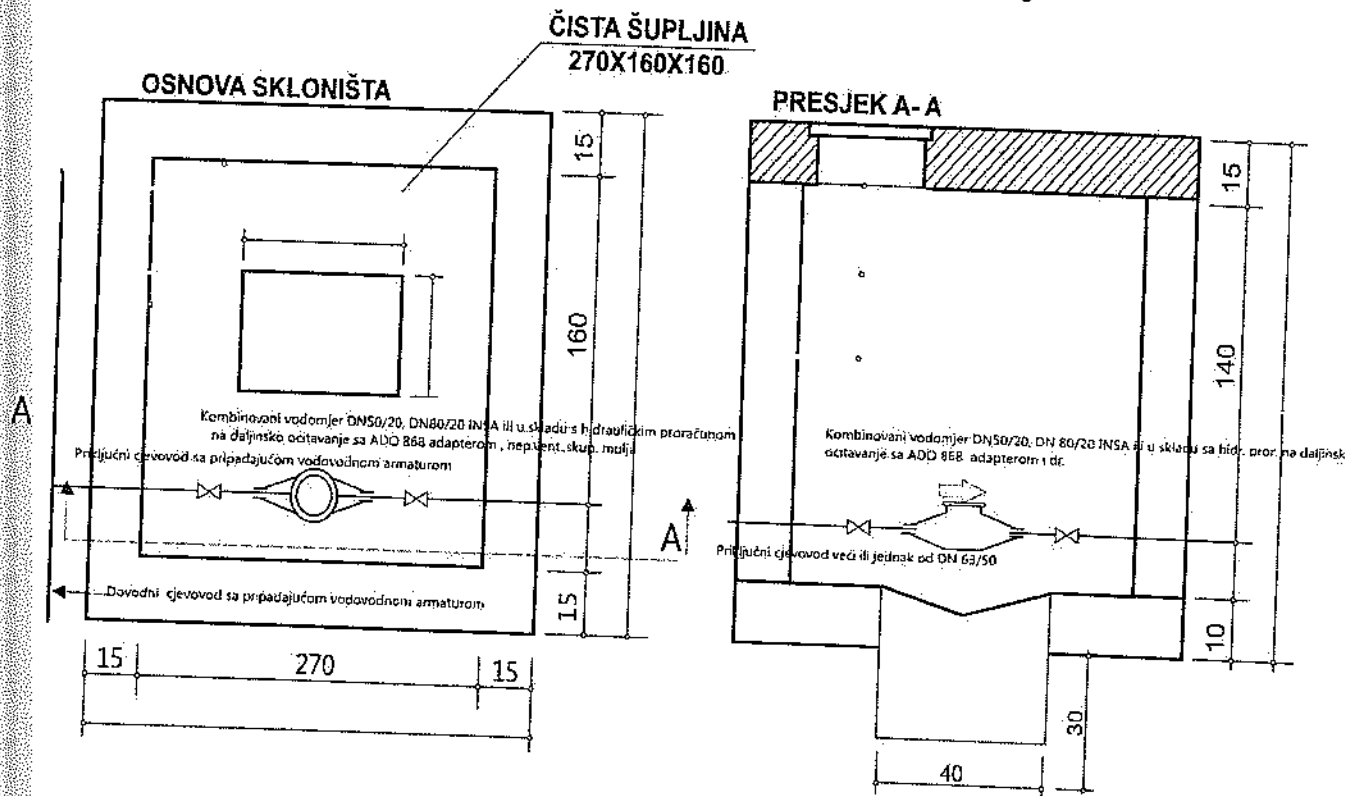 ČISTA ŠUPLJINA
270X160X160
OSNOVA SKLONIŠTA
15
160
Kombinovani vodomjer DN50/20, DN80/20 INSA ili u skladu s hidrauličkim proračunom
na daljinsko očitavanje sa ADO 868 adapterom , nep.vent.skup. mulja
Priključni cjevovod sa pripadajućom vodovodnom armaturom
A
A
Dovodni cjevovod sa pripadajućom vodovodnom armaturom
15
15
270
15
PRESJEK A- A
15
140
Kombinovani vodomjer DN50/20, DN 80/20 INSA ili u skladu sa hidr. pror. na daljinsk
očitavanje sa ADO 868 adapterom i dr.
Priključni cjevovod veći ili jednak od DN 63/50
10
30
40